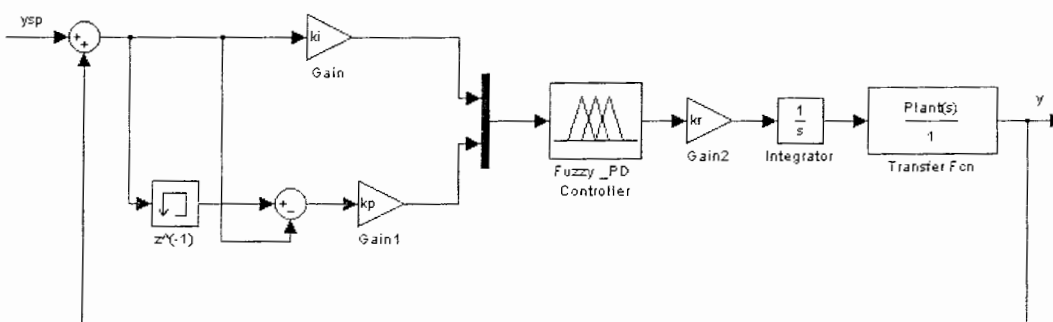 ysp
+
+
ki
Gain
z^(-1)
+
−
kp
Gain1
Fuzzy _PD
Controller
kr
Gain2
1
s
Integrator
Plant(s)
1
Transfer Fcn
y